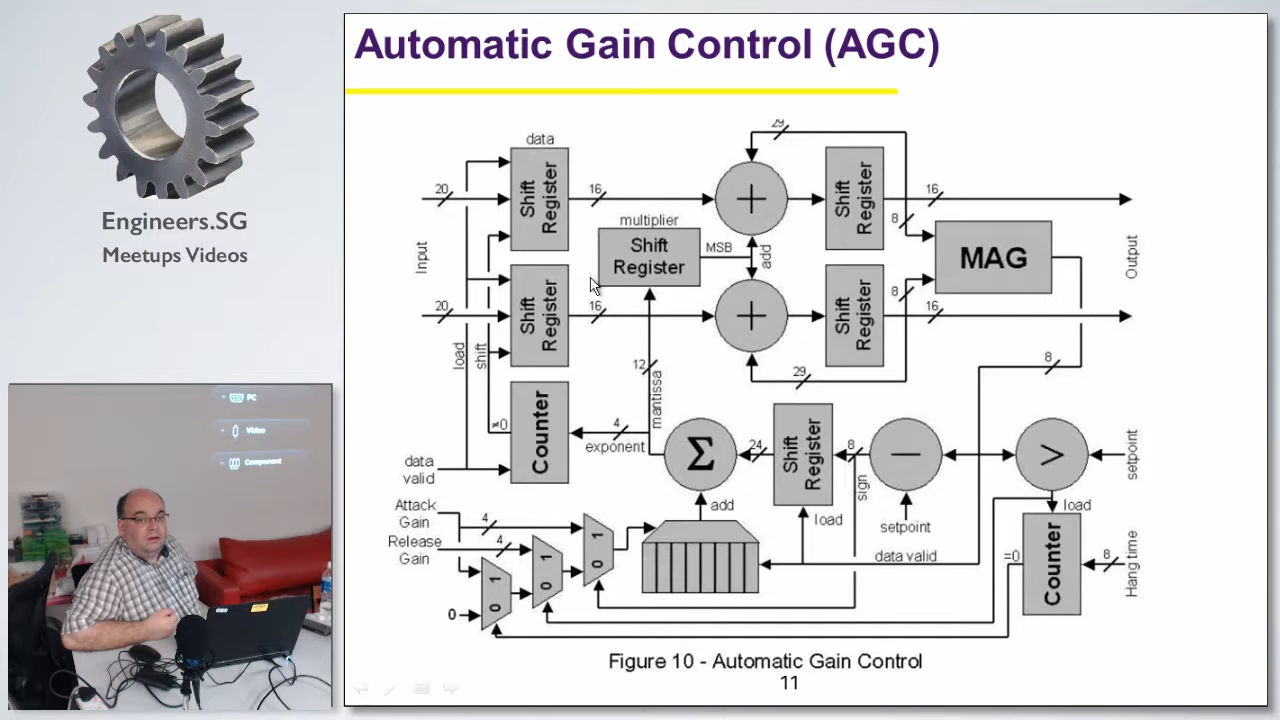 Automatic Gain Control (AGC)
Engineers.SG
Meetups Videos
PC
Video
Component
data
29
20
Shift
Register
16
Shift
Register
16
multiplier
Shift
Register
MSB
add
8
MAG
Input
Output
20
Shift
Register
16
Shift
Register
8
16
load
shift
12
mantissa
29
8
≠0
Counter
4
exponent
Σ
24
Shift
Register
8
sign
setpoint
>
setpoint
data
valid
add
load
load
Attack
Gain
4
Release
Gain
4
data valid
=0
Counter
8
Hang time
0 1
0 1
0 1
0
Figure 10 - Automatic Gain Control
11